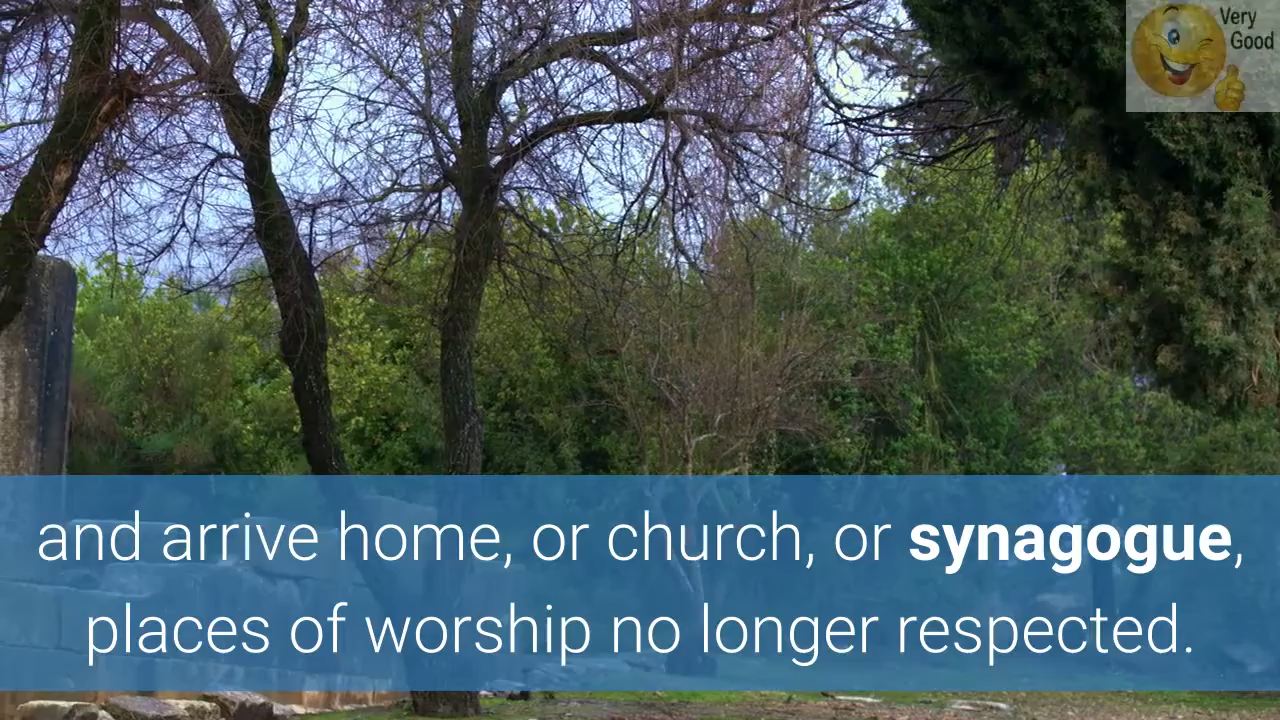 Very
Good
and arrive home, or church, or synagogue,
places of worship no longer respected.